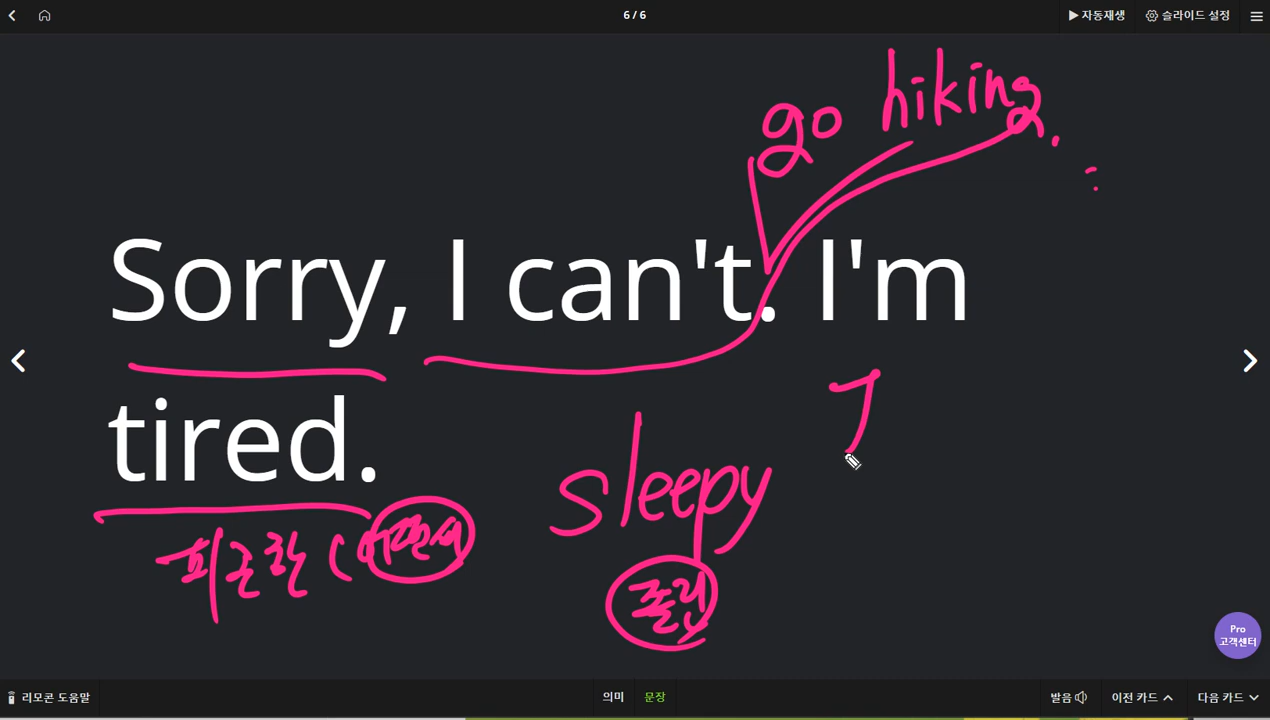 6 / 6
▶ 자동재생
슬라이드 설정
go hiking
Sorry, I can't. I'm
tired.
sleepy
피곤한 (
졸린
Pro
고객센터
리모콘 도움말
의미
문장
발음
이전 카드
다음 카드